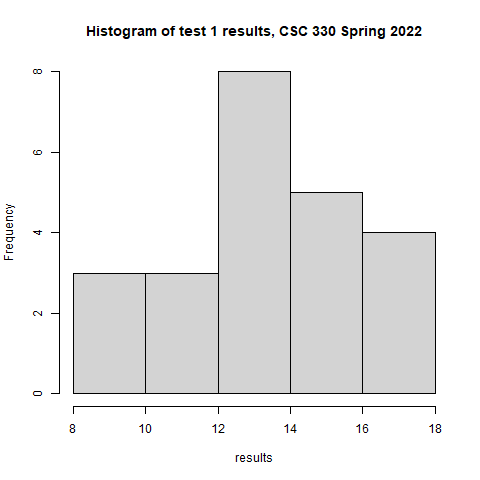 Histogram of test 1 results, CSC 330 Spring 2022
Frequency
8
6
4
2
0
8 10 12 14 16 18
results